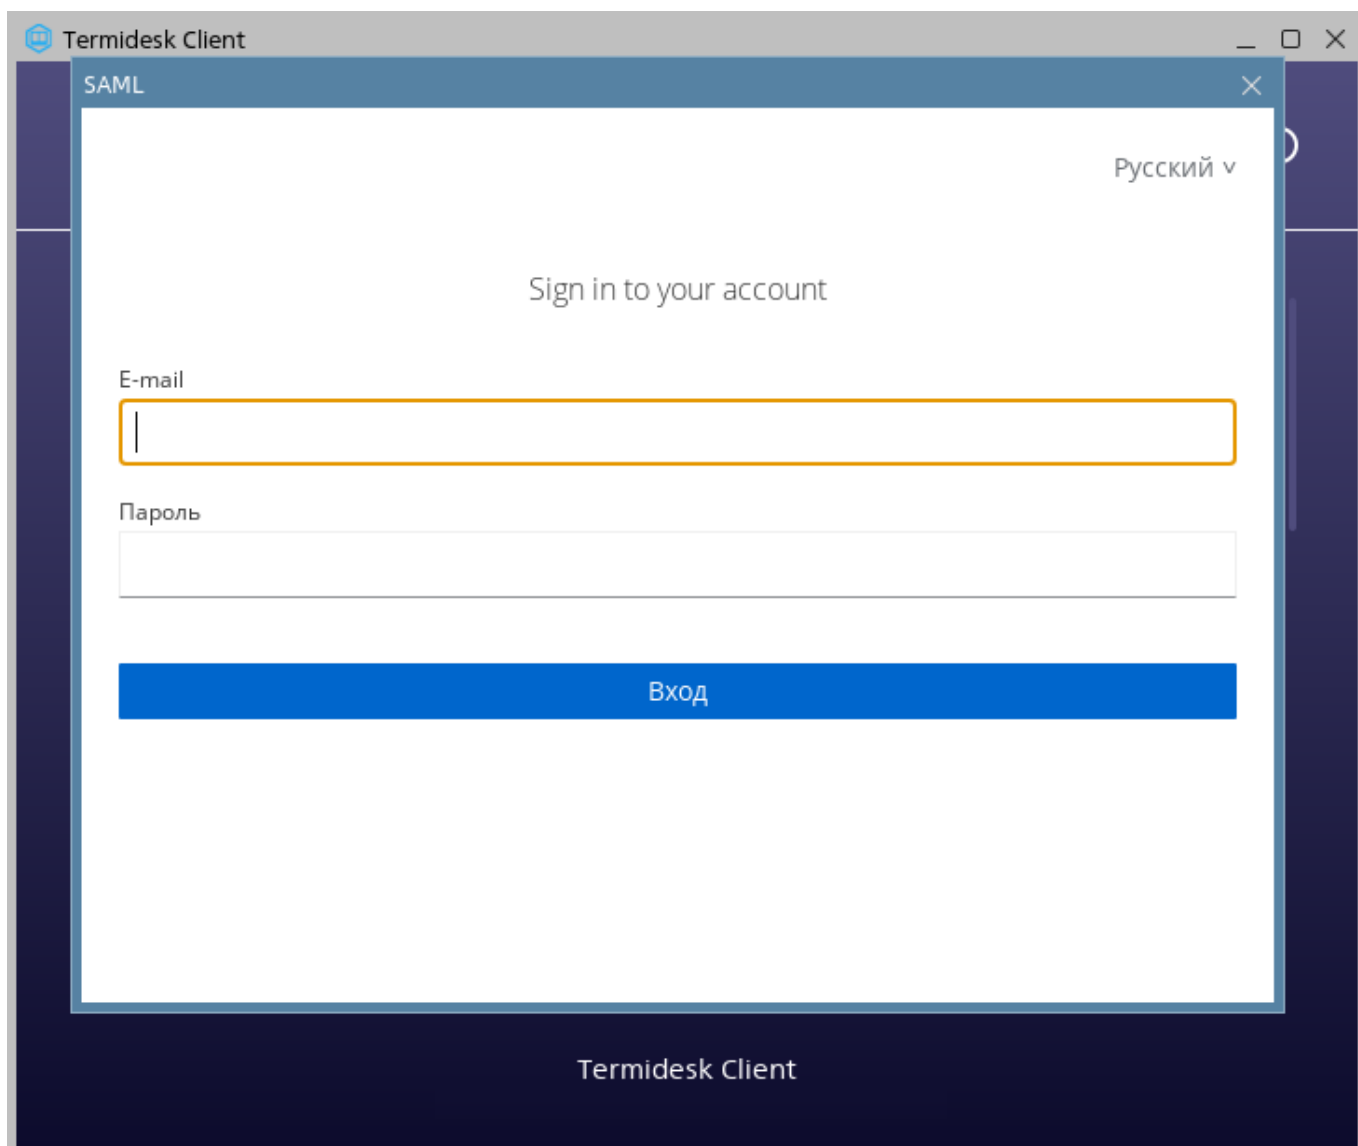 Termidesk Client
SAML
Русский
Sign in to your account
E-mail
Пароль
Вход
Termidesk Client